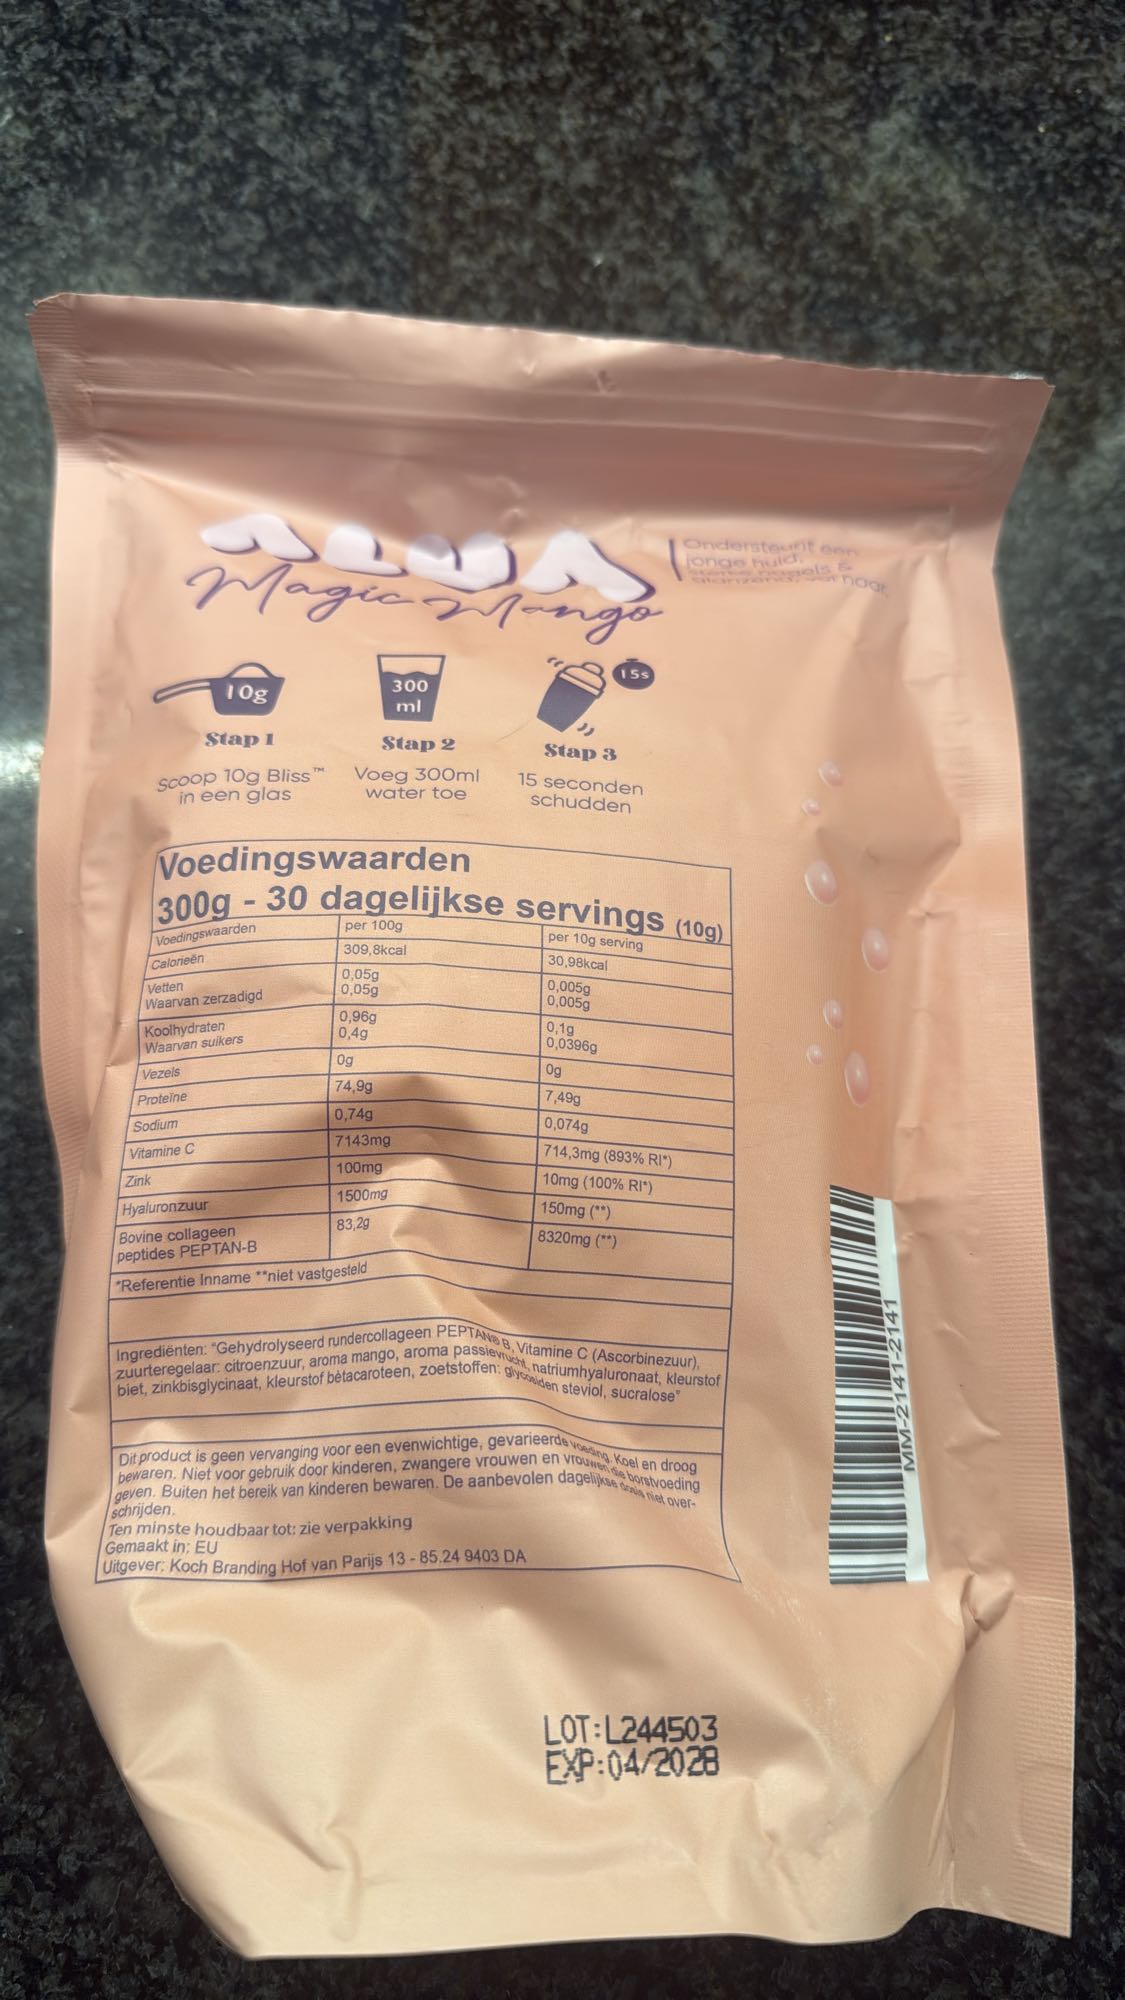 ALUA
Magic Mango
Ondersteunt een
jonge huid,
sterke nagels &
glanzend, vol haar
10g
300
ml
15s
Stap 1
Stap 2
Stap 3
Scoop 10g Bliss™
in een glas
Voeg 300ml
water toe
15 seconden
schudden
Voedingswaarden
300g - 30 dagelijkse servings (10g)
Voedingswaarden per 100g per 10g serving
Calorieën 309,8kcal 30,98kcal
Vetten 0,05g 0,005g
Waarvan zerzadigd 0,05g 0,005g
Koolhydraten 0,96g 0,1g
Waarvan suikers 0,4g 0,0396g
Vezels 0g 0g
Proteïne 74,9g 7,49g
Sodium 0,74g 0,074g
Vitamine C 7143mg 714,3mg (893% RI*)
Zink 100mg 10mg (100% RI*)
Hyaluronzuur 1500mg 150mg (**)
Bovine collageen 83,2g 8320mg (**)
peptides PEPTAN-B
*Referentie Inname **niet vastgesteld
Ingrediënten: "Gehydrolyseerd rundercollageen PEPTAN® B, Vitamine C (Ascorbinezuur),
zuurteregelaar: citroenzuur, aroma mango, aroma passievrucht, natriumhyaluronaat, kleurstof
biet, zinkbisglycinaat, kleurstof bètacaroteen, zoetstoffen: glycosiden steviol, sucralose"
Dit product is geen vervanging voor een evenwichtige, gevarieerde voeding. Koel en droog
bewaren. Niet voor gebruik door kinderen, zwangere vrouwen en vrouwen die borstvoeding
geven. Buiten het bereik van kinderen bewaren. De aanbevolen dagelijkse dosis niet over-
schrijden.
Ten minste houdbaar tot: zie verpakking
Gemaakt in: EU
Uitgever: Koch Branding Hof van Parijs 13 - 85.24 9403 DA
MM-2141-2141
LOT:L244503
EXP:04/2028